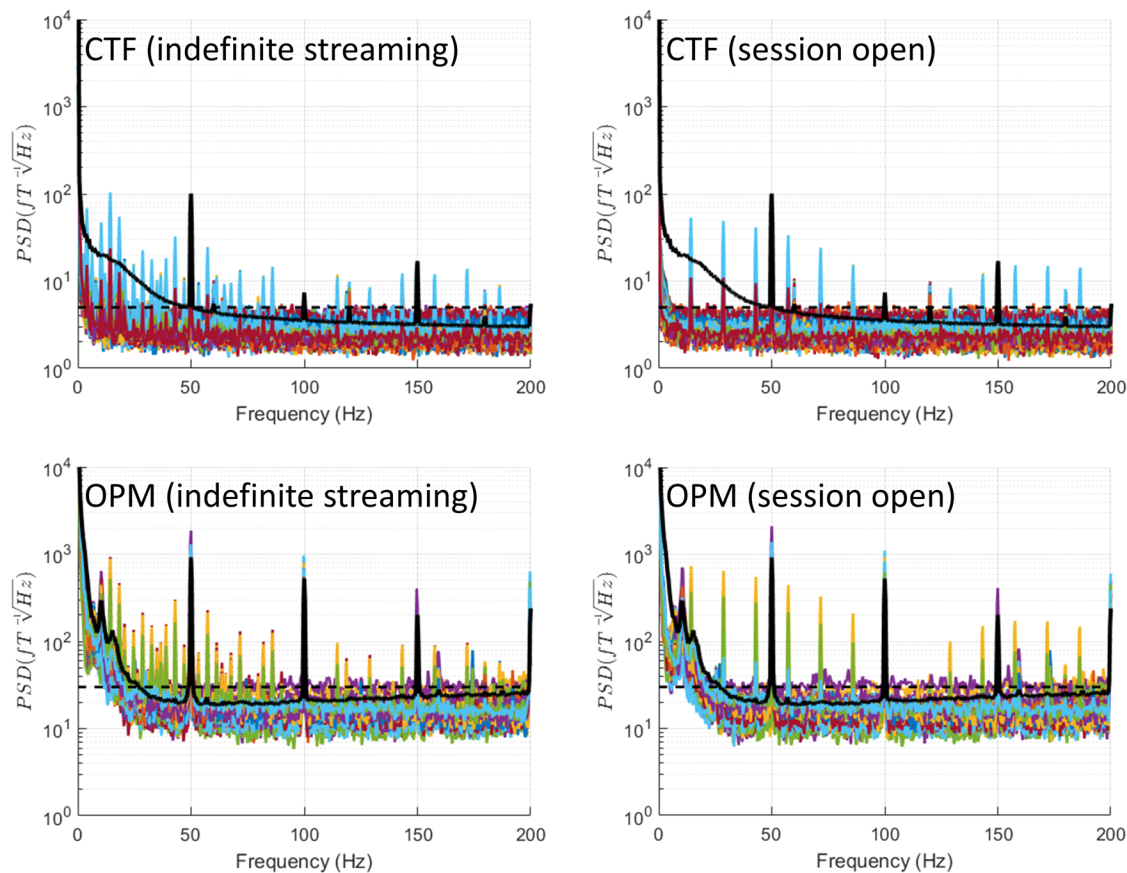 CTF (indefinite streaming)
10^4
10^3
10^2
10^1
10^0
PSD(fT ^-1√Hz)
0 50 100 150 200
Frequency (Hz)
CTF (session open)
10^4
10^3
10^2
10^1
10^0
PSD(fT ^-1√Hz)
0 50 100 150 200
Frequency (Hz)
OPM (indefinite streaming)
10^4
10^3
10^2
10^1
10^0
PSD(fT ^-1√Hz)
0 50 100 150 200
Frequency (Hz)
OPM (session open)
10^4
10^3
10^2
10^1
10^0
PSD(fT ^-1√Hz)
0 50 100 150 200
Frequency (Hz)